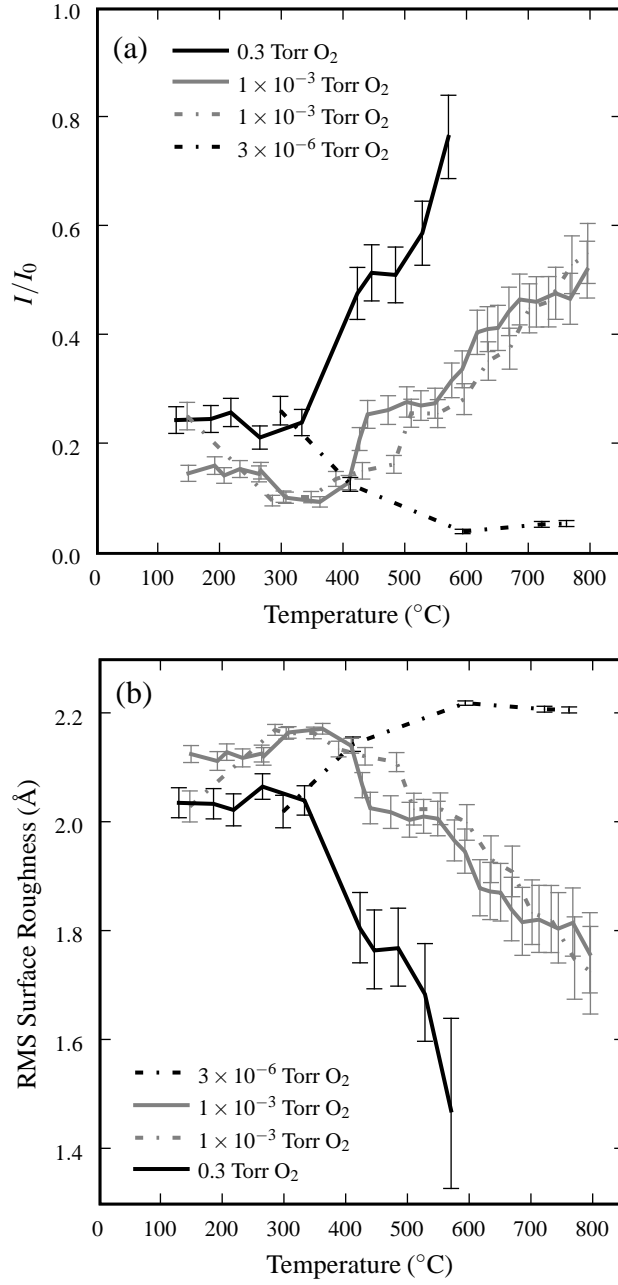 (a)
0.3 Torr O₂
1 × 10⁻³ Torr O₂
1 × 10⁻³ Torr O₂
3 × 10⁻⁶ Torr O₂
1.0
0.8
0.6
0.4
0.2
0.0
I/I₀
0 100 200 300 400 500 600 700 800
Temperature (°C)
(b)
2.2
2.0
1.8
1.6
1.4
RMS Surface Roughness (Å)
3 × 10⁻⁶ Torr O₂
1 × 10⁻³ Torr O₂
1 × 10⁻³ Torr O₂
0.3 Torr O₂
0 100 200 300 400 500 600 700 800
Temperature (°C)